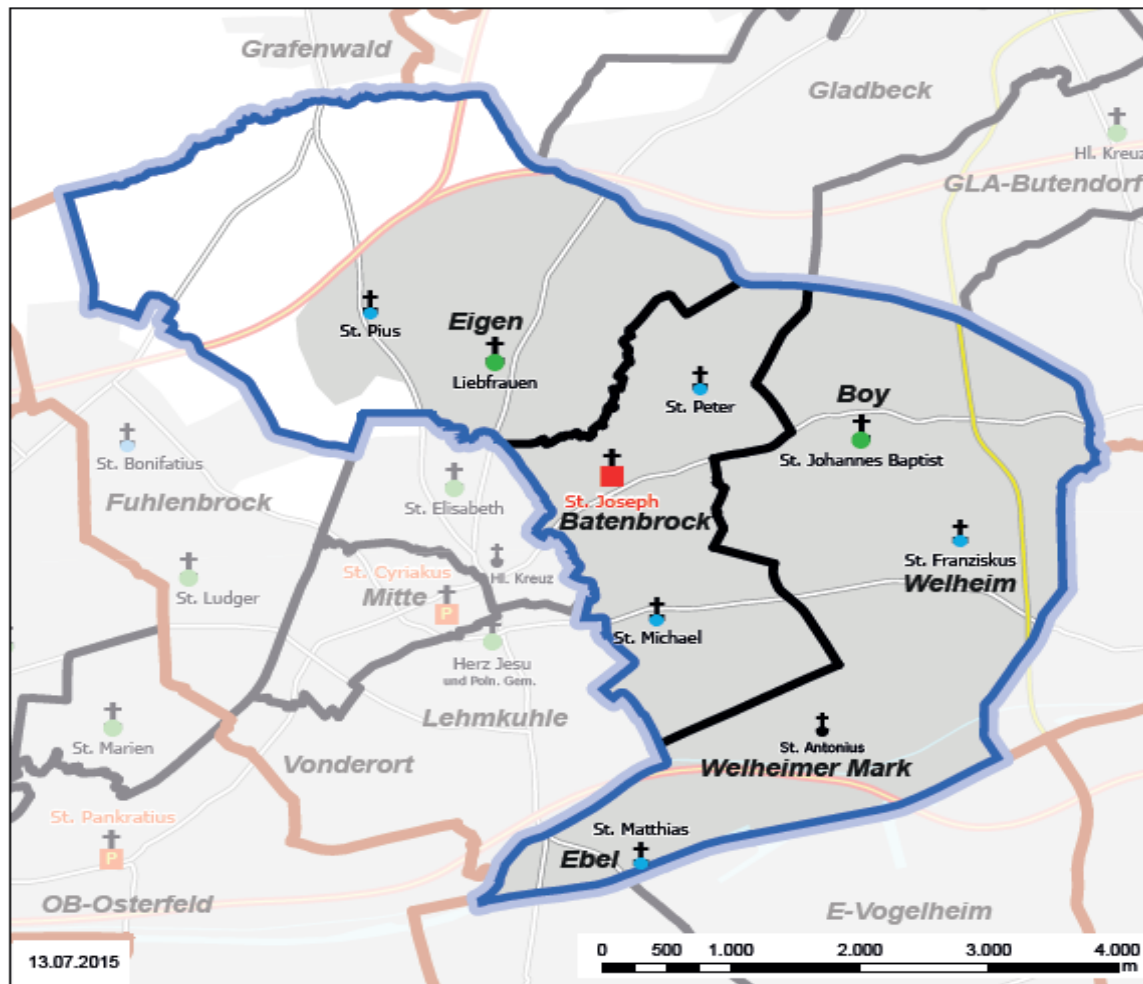 Grafenwald
Gladbeck
Hl. Kreuz
GLA-Butendorf
St. Pius
Eigen
Liebfrauen
St. Peter
Boy
St. Johannes Baptist
St. Bonifatius
Fuhlenbrock
St. Elisabeth
St. Joseph
Batenbrock
St. Franziskus
Welheim
St. Cyriakus
P
Hl. Kreuz
Mitte
St. Ludger
St. Michael
Herz Jesu
und Poln. Gem.
Lehmkuhle
St. Marien
Vonderort
St. Antonius
Welheimer Mark
St. Pankratius
P
St. Matthias
Ebel
OB-Osterfeld
E-Vogelheim
13.07.2015
0 500 1.000 2.000 3.000 4.000
m